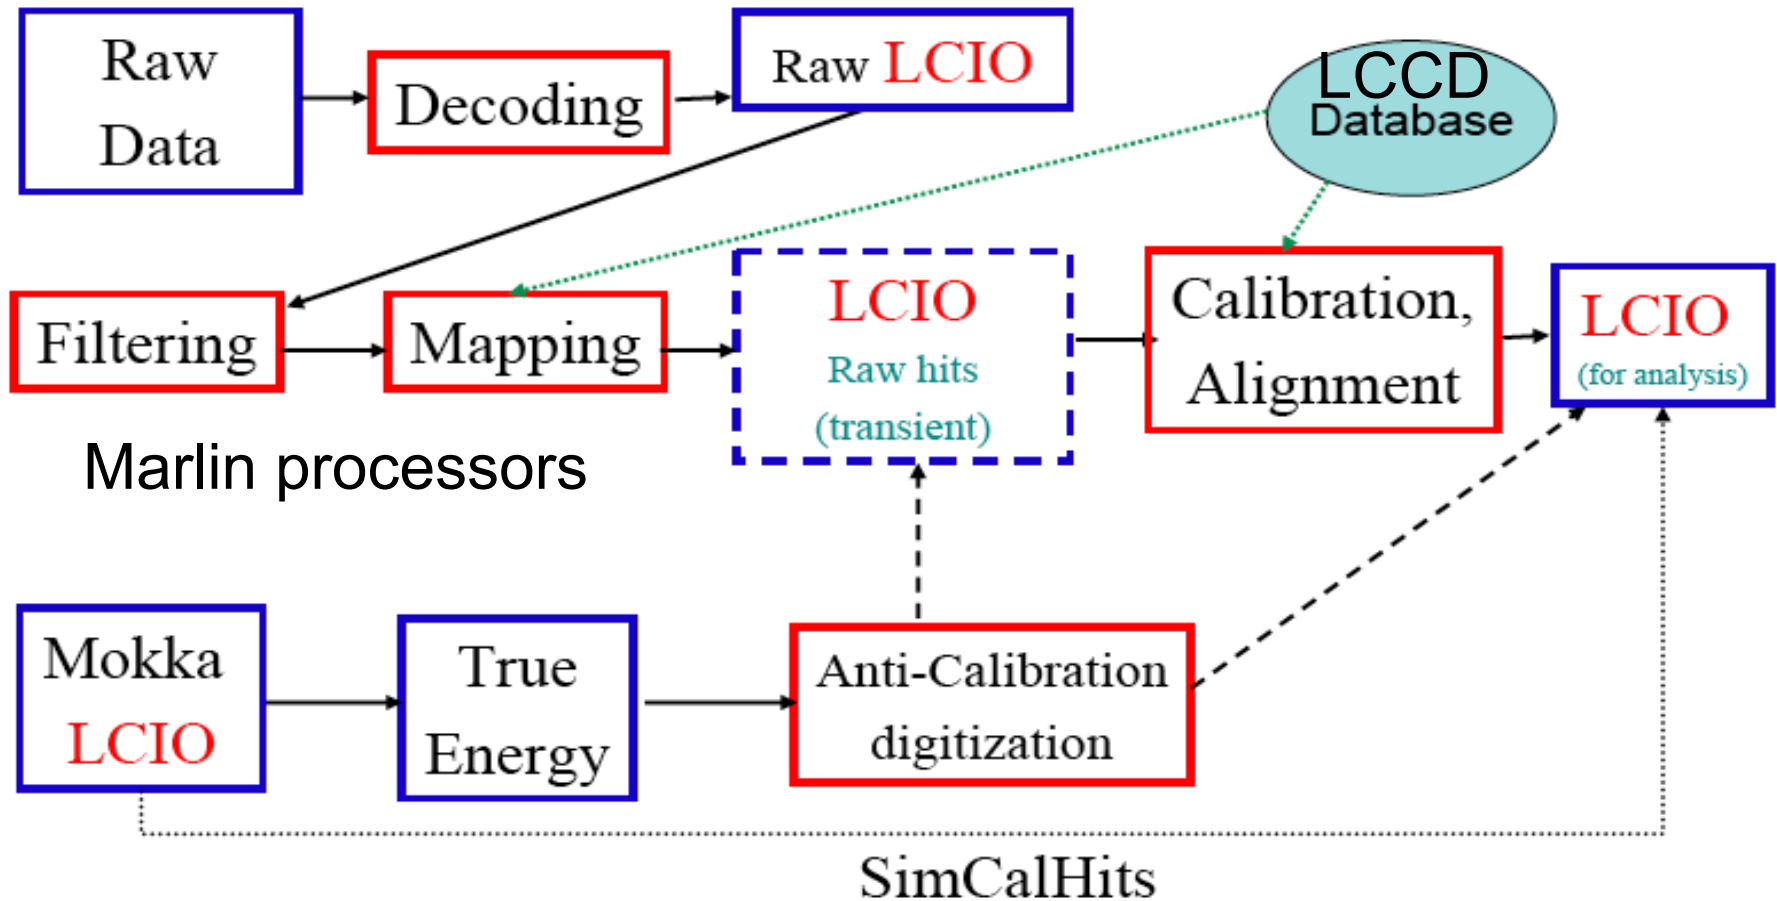 Raw
Data
Decoding
Raw LCIO
LCCD
Database
Filtering
Mapping
LCIO
Raw hits
(transient)
Calibration,
Alignment
LCIO
(for analysis)
Marlin processors
Mokka
LCIO
True
Energy
Anti-Calibration
digitization
SimCalHits